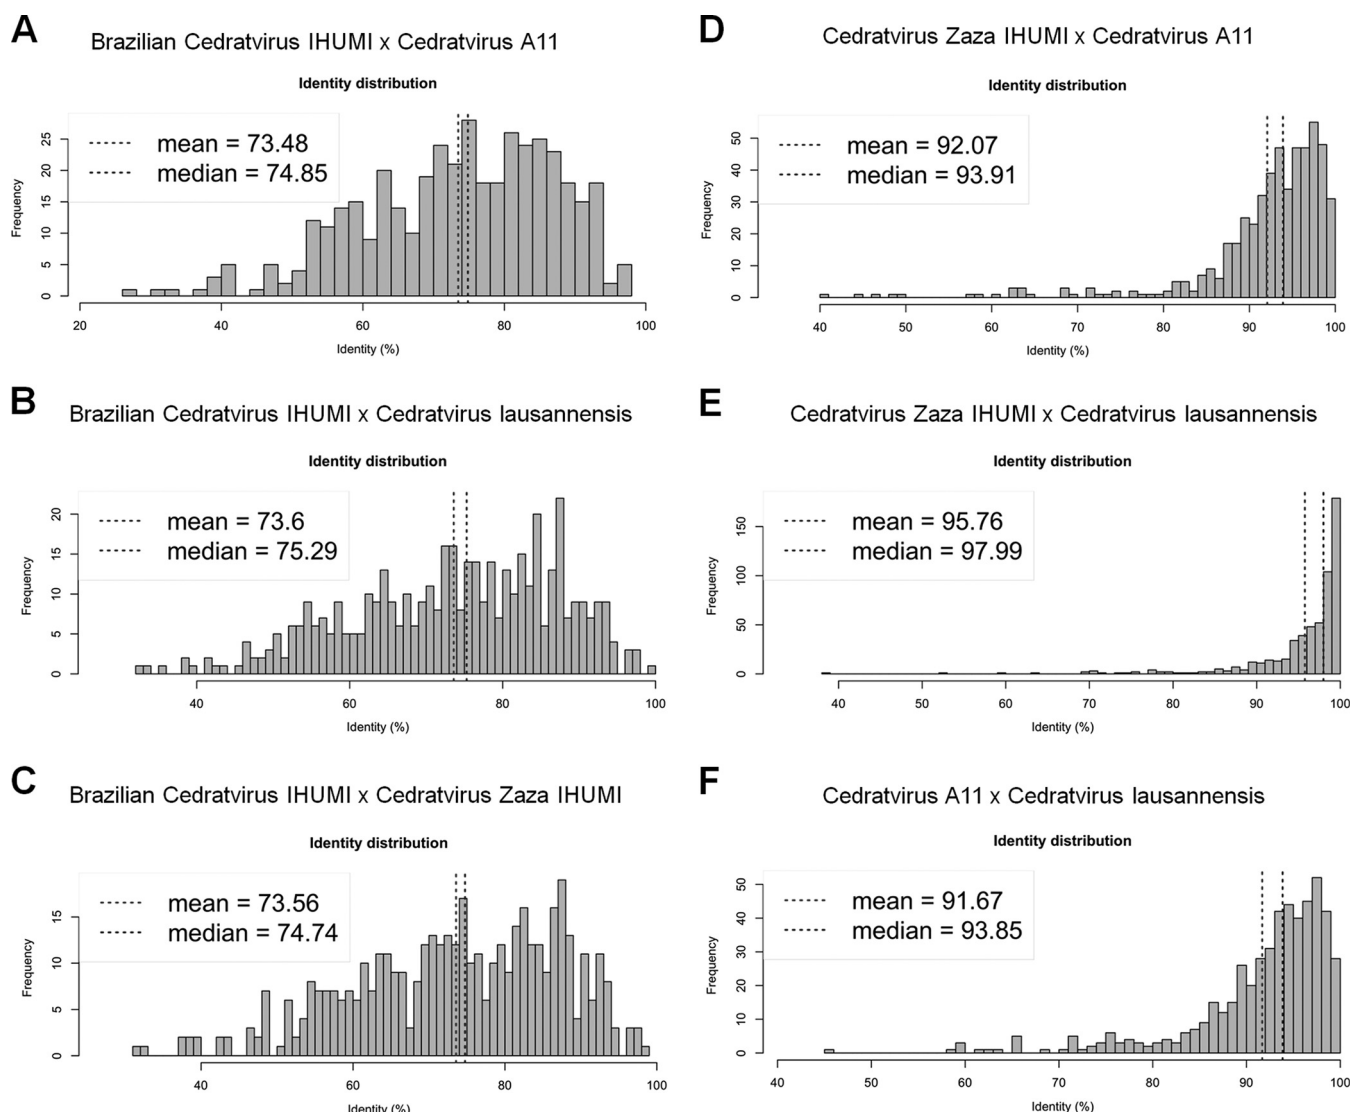 A
Brazilian Cedratvirus IHUMI x Cedratvirus A11
Identity distribution
mean = 73.48
median = 74.85
Frequency
0
5
10
15
20
25
20
40
60
80
100
Identity (%)
B
Brazilian Cedratvirus IHUMI x Cedratvirus lausannensis
Identity distribution
mean = 73.6
median = 75.29
Frequency
0
5
10
15
20
40
60
80
100
Identity (%)
C
Brazilian Cedratvirus IHUMI x Cedratvirus Zaza IHUMI
Identity distribution
mean = 73.56
median = 74.74
Frequency
0
5
10
15
40
60
80
100
Identity (%)
D
Cedratvirus Zaza IHUMI x Cedratvirus A11
Identity distribution
mean = 92.07
median = 93.91
Frequency
0
10
20
30
40
50
40
50
60
70
80
90
100
Identity (%)
E
Cedratvirus Zaza IHUMI x Cedratvirus lausannensis
Identity distribution
mean = 95.76
median = 97.99
Frequency
0
50
100
150
40
50
60
70
80
90
100
Identity (%)
F
Cedratvirus A11 x Cedratvirus lausannensis
Identity distribution
mean = 91.67
median = 93.85
Frequency
0
10
20
30
40
50
40
50
60
70
80
90
100
Identity (%)